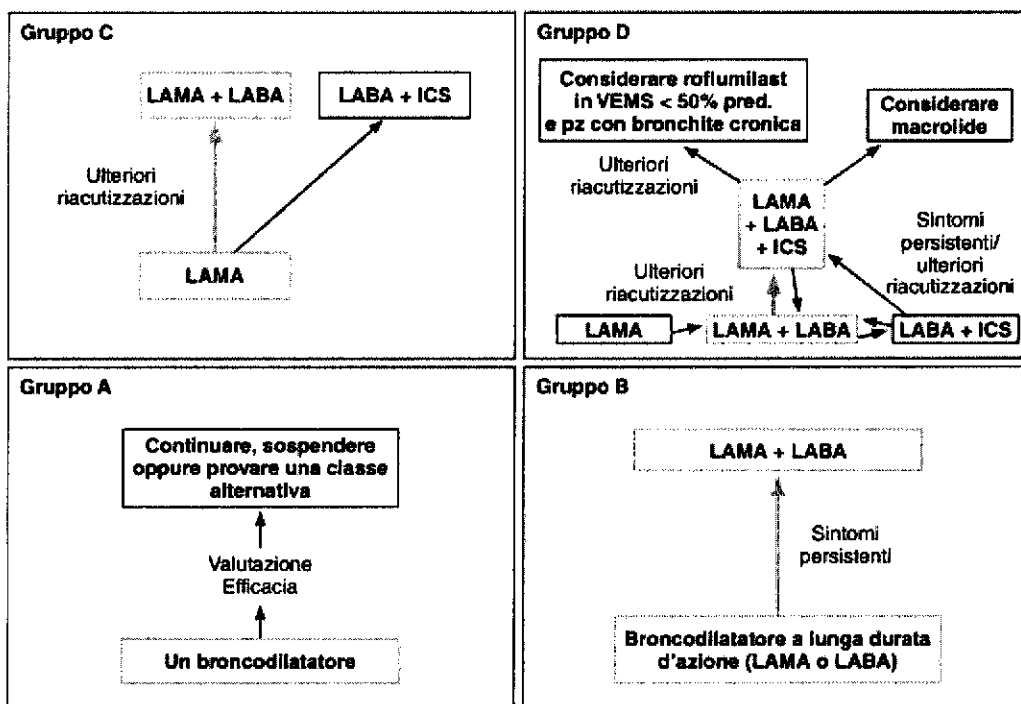 Gruppo C
LAMA + LABA
LABA + ICS
Ulteriori
riacutizzazioni
LAMA
Gruppo D
Considerare roflumilast
in VEMS < 50% pred.
e pz con bronchite cronica
Considerare
macrolide
Ulteriori
riacutizzazioni
LAMA
+ LABA
+ ICS
Sintomi
persistenti/
ulteriori
riacutizzazioni
Ulteriori
riacutizzazioni
LAMA
LAMA + LABA
LABA + ICS
Gruppo A
Continuare, sospendere
oppure provare una classe
alternativa
Valutazione
Efficacia
Un broncodilatatore
Gruppo B
LAMA + LABA
Sintomi
persistenti
Broncodilatatore a lunga durata
d'azione (LAMA o LABA)